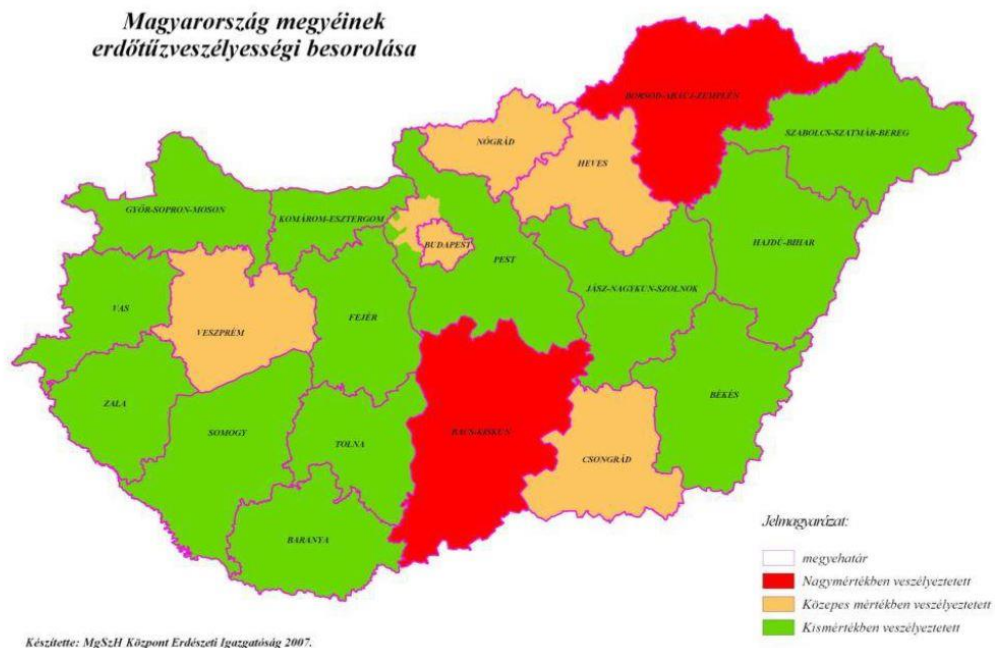 Magyarország megyéinek
erdőtűzveszélyességi besorolása
BORSOD-ABAÚJ-ZEMPLÉN
SZABOLCS-SZATMÁR-BEREG
NÓGRÁD
HEVES
GYŐR-SOPRON-MOSON
KOMÁROM-ESZTERGOM
BUDAPEST
HAJDÚ-BIHAR
PEST
JÁSZ-NAGYKUN-SZOLNOK
VAS
FEJÉR
VESZPRÉM
BÉKÉS
ZALA
SOMOGY
TOLNA
BÁCS-KISKUN
CSONGRÁD
BARANYA
Jelmagyarázat:
megyehatár
Nagymértékben veszélyeztetett
Közepes mértékben veszélyeztetett
Kismértékben veszélyeztetett
Készítette: MgSzH Központ Erdészeti Igazgatóság 2007.